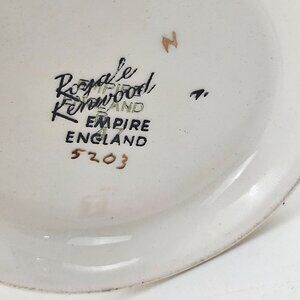 Royale
Kenwood
EMPIRE
ENGLAND
5203